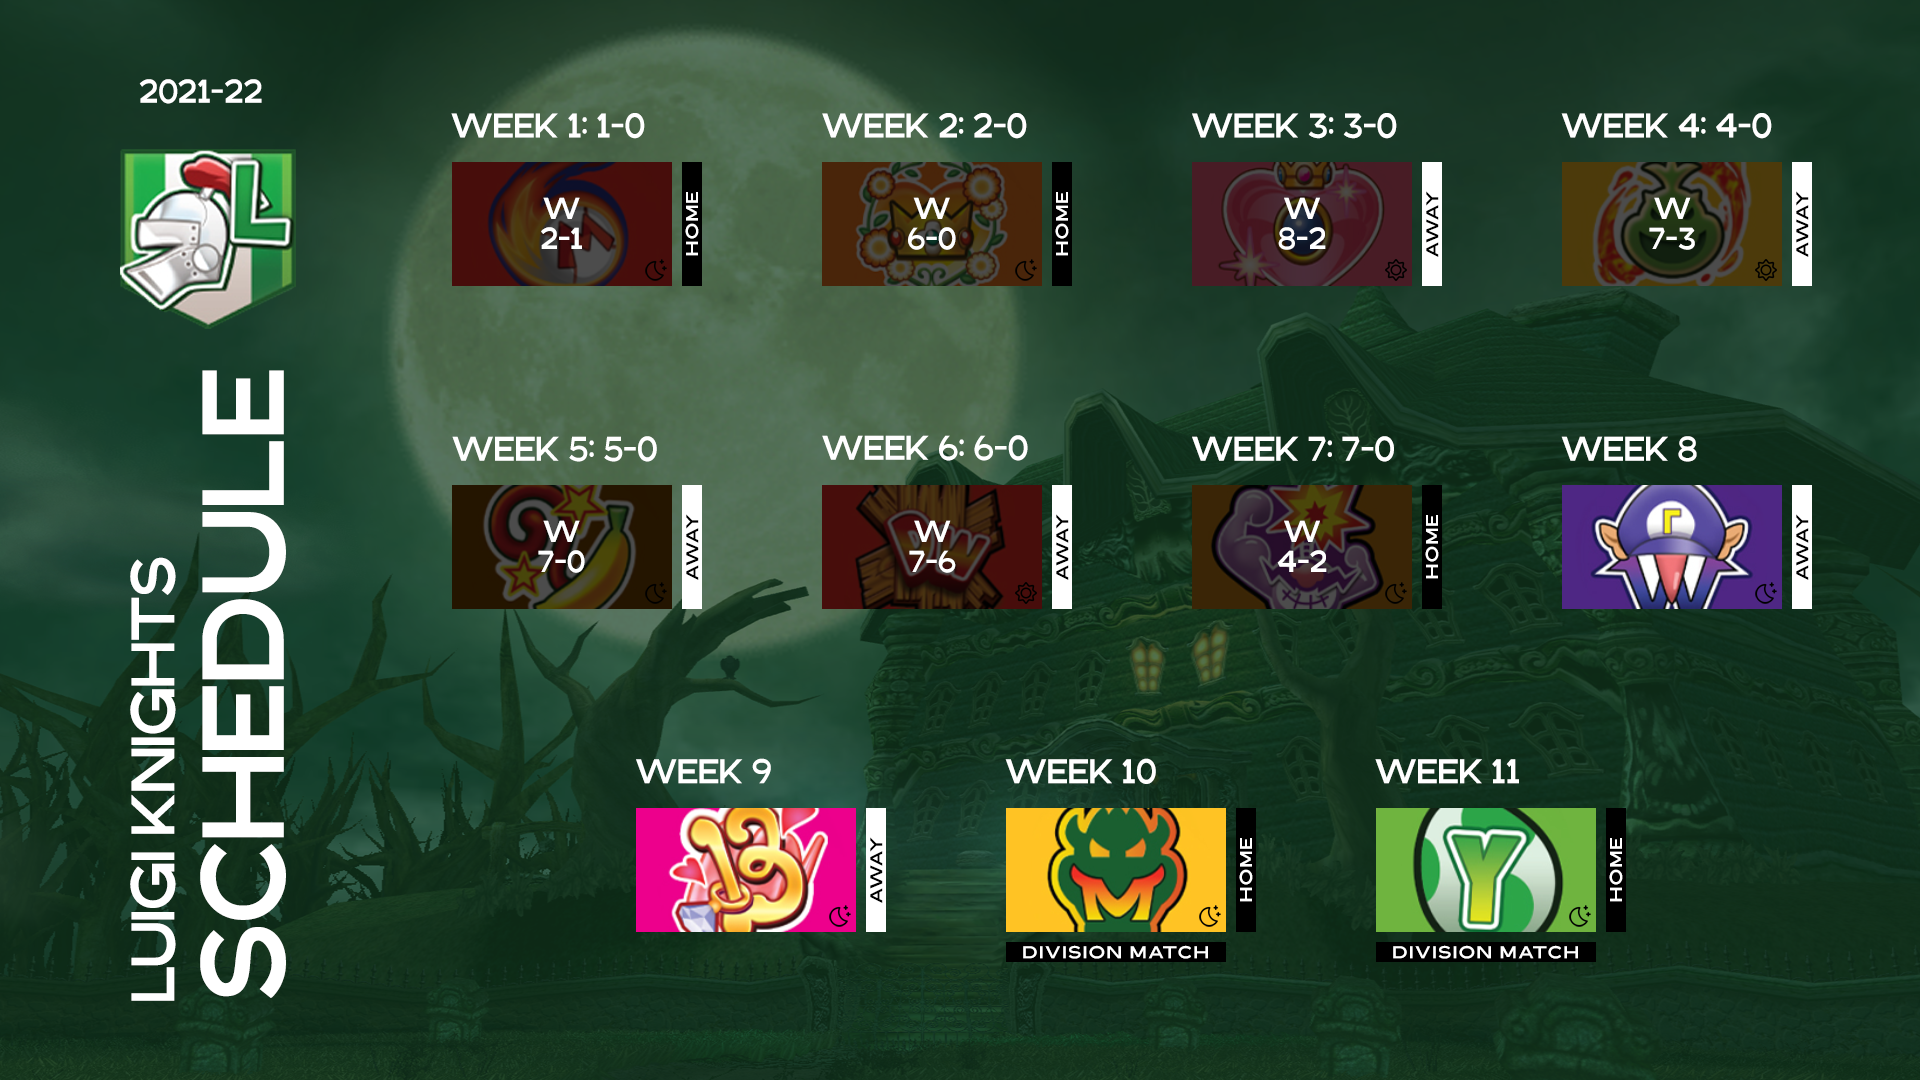 2021-22
L
LUIGI KNIGHTS
SCHEDULE
WEEK 1: 1-0
W
2-1
HOME
WEEK 2: 2-0
W
6-0
HOME
WEEK 3: 3-0
W
8-2
AWAY
WEEK 4: 4-0
W
7-3
AWAY
WEEK 5: 5-0
W
7-0
AWAY
WEEK 6: 6-0
W
7-6
AWAY
WEEK 7: 7-0
W
4-2
HOME
WEEK 8
AWAY
WEEK 9
AWAY
WEEK 10
M
HOME
DIVISION MATCH
WEEK 11
Y
HOME
DIVISION MATCH